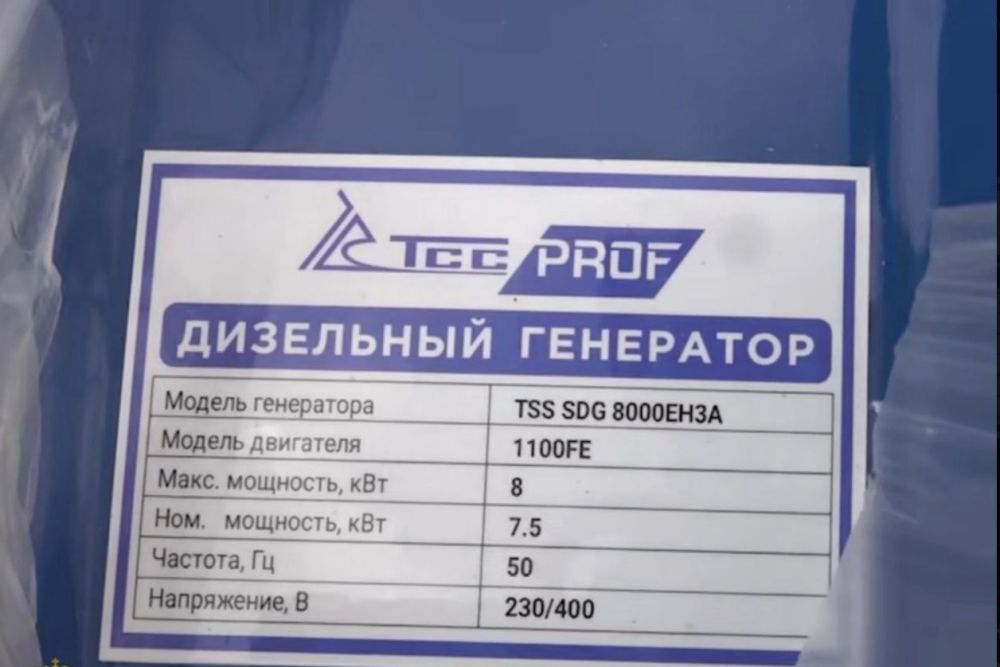 ТСС PROF
ДИЗЕЛЬНЫЙ ГЕНЕРАТОР
Модель генератора TSS SDG 8000EH3A
Модель двигателя 1100FE
Макс. мощность, кВт 8
Ном. мощность, кВт 7.5
Частота, Гц 50
Напряжение, В 230/400